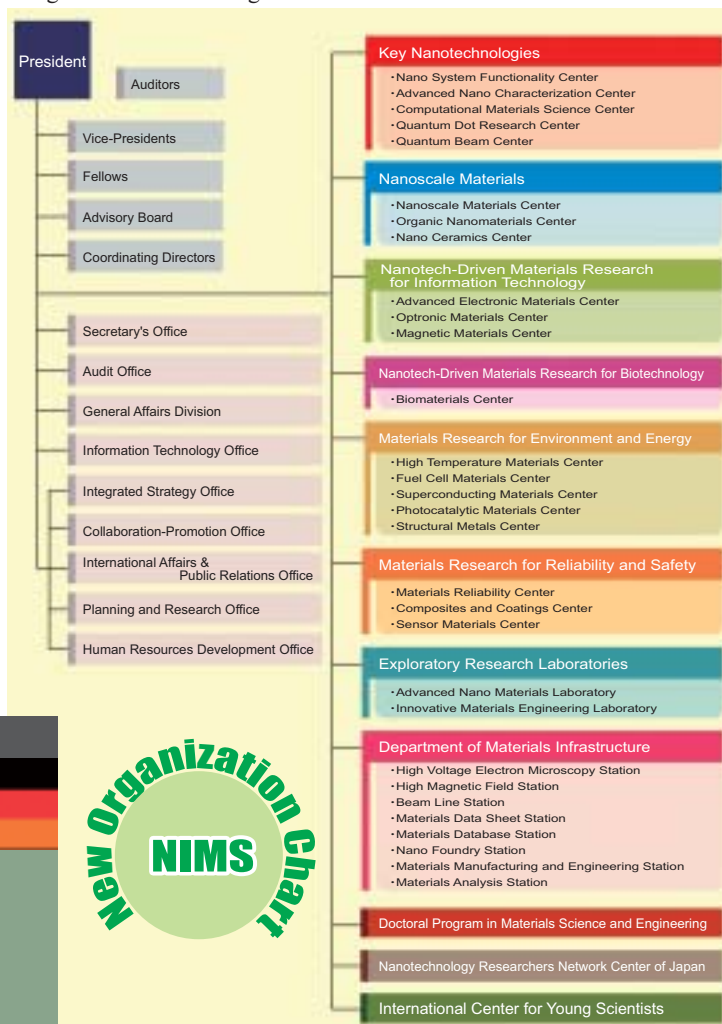 President
Auditors
Vice-Presidents
Fellows
Advisory Board
Coordinating Directors
Secretary's Office
Audit Office
General Affairs Division
Information Technology Office
Integrated Strategy Office
Collaboration-Promotion Office
International Affairs &
Public Relations Office
Planning and Research Office
Human Resources Development Office
Key Nanotechnologies
・Nano System Functionality Center
・Advanced Nano Characterization Center
・Computational Materials Science Center
・Quantum Dot Research Center
・Quantum Beam Center
Nanoscale Materials
・Nanoscale Materials Center
・Organic Nanomaterials Center
・Nano Ceramics Center
Nanotech-Driven Materials Research
for Information Technology
・Advanced Electronic Materials Center
・Optronic Materials Center
・Magnetic Materials Center
Nanotech-Driven Materials Research for Biotechnology
・Biomaterials Center
Materials Research for Environment and Energy
・High Temperature Materials Center
・Fuel Cell Materials Center
・Superconducting Materials Center
・Photocatalytic Materials Center
・Structural Metals Center
Materials Research for Reliability and Safety
・Materials Reliability Center
・Composites and Coatings Center
・Sensor Materials Center
Exploratory Research Laboratories
・Advanced Nano Materials Laboratory
・Innovative Materials Engineering Laboratory
Department of Materials Infrastructure
・High Voltage Electron Microscopy Station
・High Magnetic Field Station
・Beam Line Station
・Materials Data Sheet Station
・Materials Database Station
・Nano Foundry Station
・Materials Manufacturing and Engineering Station
・Materials Analysis Station
Doctoral Program in Materials Science and Engineering
Nanotechnology Researchers Network Center of Japan
International Center for Young Scientists
New Organization Chart
NIMS